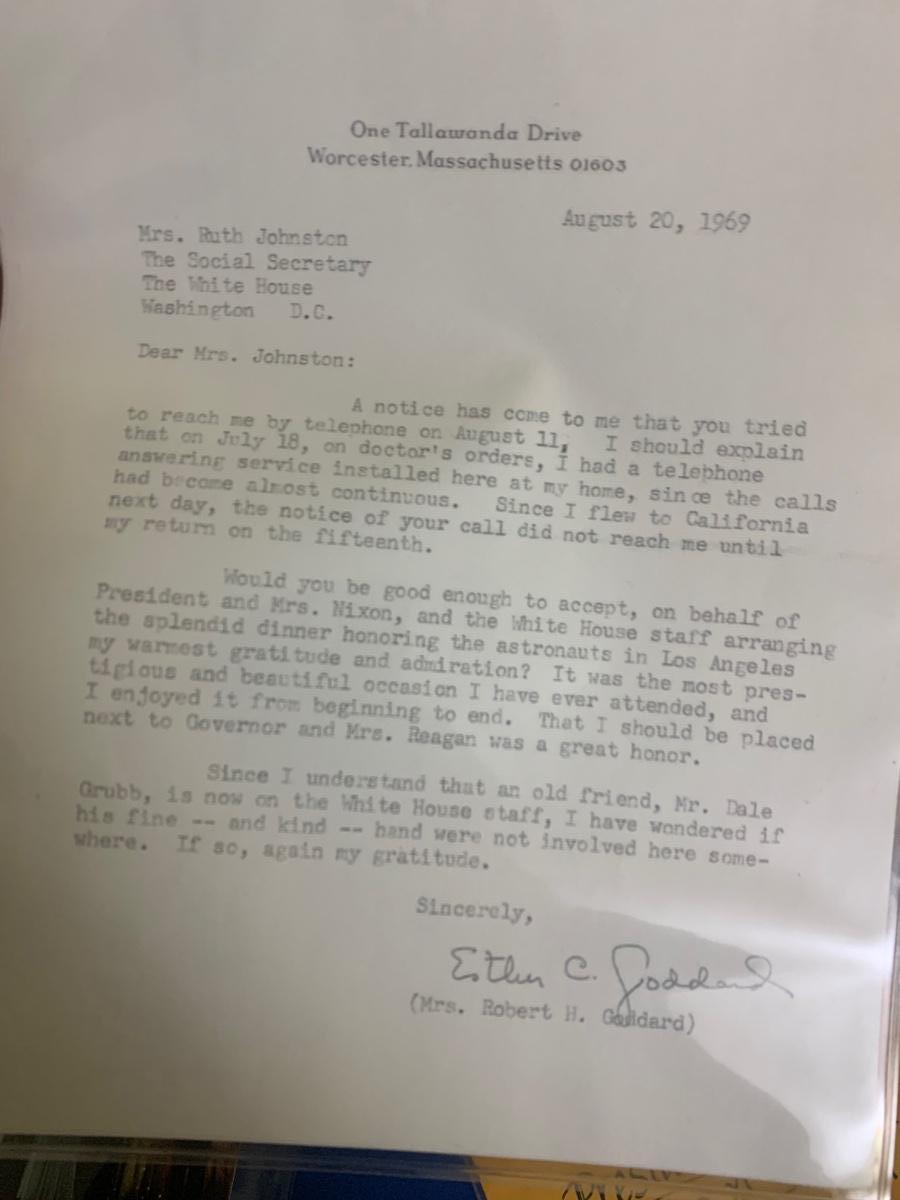 One Tallawanda Drive
Worcester, Massachusetts 01603
August 20, 1969
Mrs. Ruth Johnston
The Social Secretary
The White House
Washington D.C.
Dear Mrs. Johnston:
A notice has come to me that you tried
to reach me by telephone on August 11, I should explain
that on July 18, on doctor's orders, I had a telephone
answering service installed here at my home, since the calls
had become almost continuous. Since I flew to California
next day, the notice of your call did not reach me until
my return on the fifteenth.
Would you be good enough to accept, on behalf of
President and Mrs. Nixon, and the White House staff arranging
the splendid dinner honoring the astronauts in Los Angeles
my warmest gratitude and admiration? It was the most pres-
tigious and beautiful occasion I have ever attended, and
I enjoyed it from beginning to end. That I should be placed
next to Governor and Mrs. Reagan was a great honor.
Since I understand that an old friend, Mr. Dale
Grubb, is now on the White House staff, I have wondered if
his fine -- and kind -- hand were not involved here some-
where. If so, again my gratitude.
Sincerely,
Esther C. Goddard
(Mrs. Robert H. Goddard)